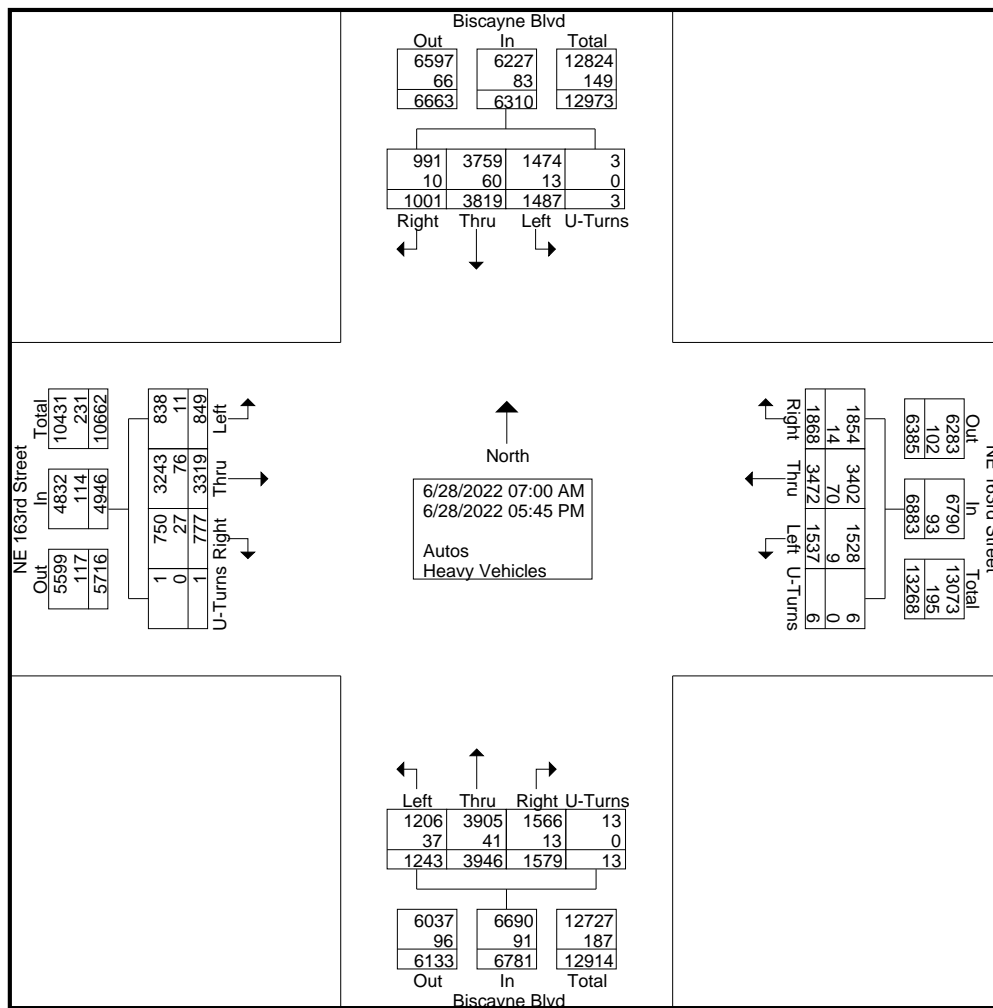 Biscayne Blvd
Out In Total
6597 6227 12824
66 83 149
6663 6310 12973
991 3759 1474 3
10 60 13 0
1001 3819 1487 3
Right Thru Left U-Turns
NE 163rd Street
Total In Out
10431 4832 5599
231 114 117
10662 4946 5716
838 3243 750 1
11 76 27 0
849 3319 777 1
Left Thru Right U-Turns
North
6/28/2022 07:00 AM
6/28/2022 05:45 PM
Autos
Heavy Vehicles
Right Thru Left U-Turns
1868 3472 1537 6
14 70 9 0
1854 3402 1528 6
6385 6883 13268
102 93 195
6283 6790 13073
Out In Total
NE 163rd Street
Left Thru Right U-Turns
1206 3905 1566 13
37 41 13 0
1243 3946 1579 13
6037 6690 12727
96 91 187
6133 6781 12914
Out In Total
Biscayne Blvd